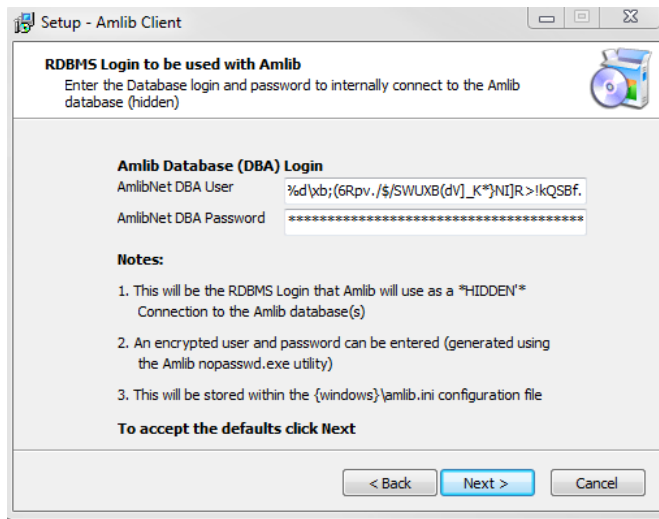 Setup - Amlib Client
RDBMS Login to be used with Amlib
Enter the Database login and password to internally connect to the Amlib
database (hidden)
Amlib Database (DBA) Login
AmlibNet DBA User
%d\xb;(6Rpv./$/SWUXB(dV]_K*}NI]R>!kQSBf.
AmlibNet DBA Password
****************************************
Notes:
1. This will be the RDBMS Login that Amlib will use as a *HIDDEN'*
Connection to the Amlib database(s)
2. An encrypted user and password can be entered (generated using
the Amlib nopasswd.exe utility)
3. This will be stored within the {windows}\amlib.ini configuration file
To accept the defaults click Next
< Back
Next >
Cancel